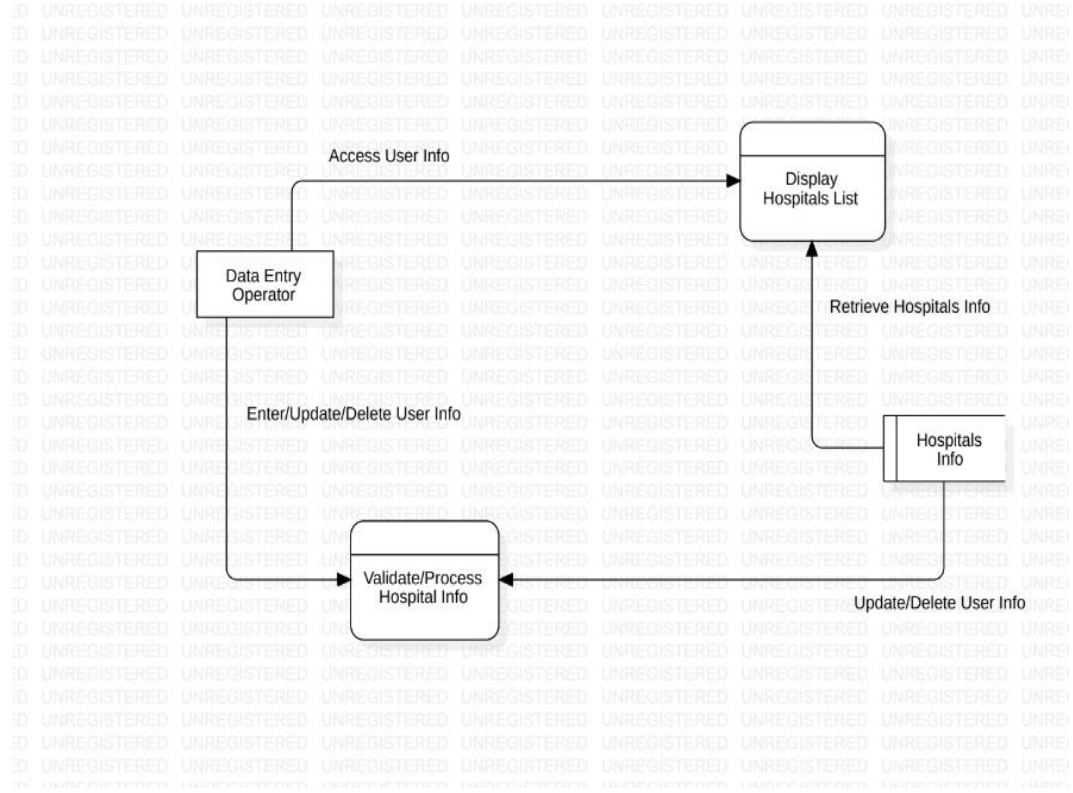 Access User Info
Display
Hospitals List
Data Entry
Operator
Retrieve Hospitals Info
Enter/Update/Delete User Info
Hospitals
Info
Validate/Process
Hospital Info
Update/Delete User Info
UNREGISTERED